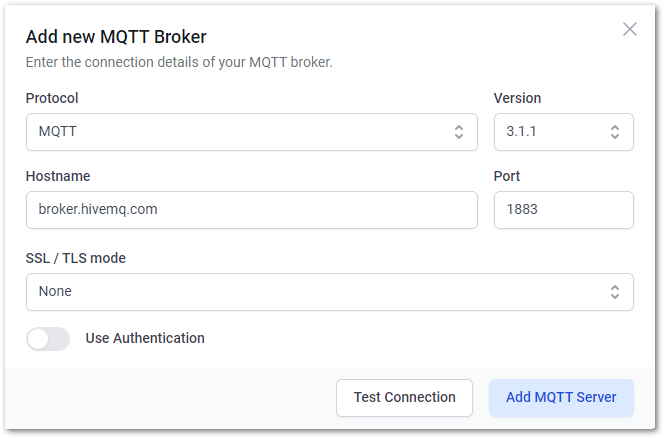 Add new MQTT Broker
Enter the connection details of your MQTT broker.
Protocol
Version
MQTT
3.1.1
Hostname
Port
broker.hivemq.com
1883
SSL / TLS mode
None
Use Authentication
Test Connection
Add MQTT Server